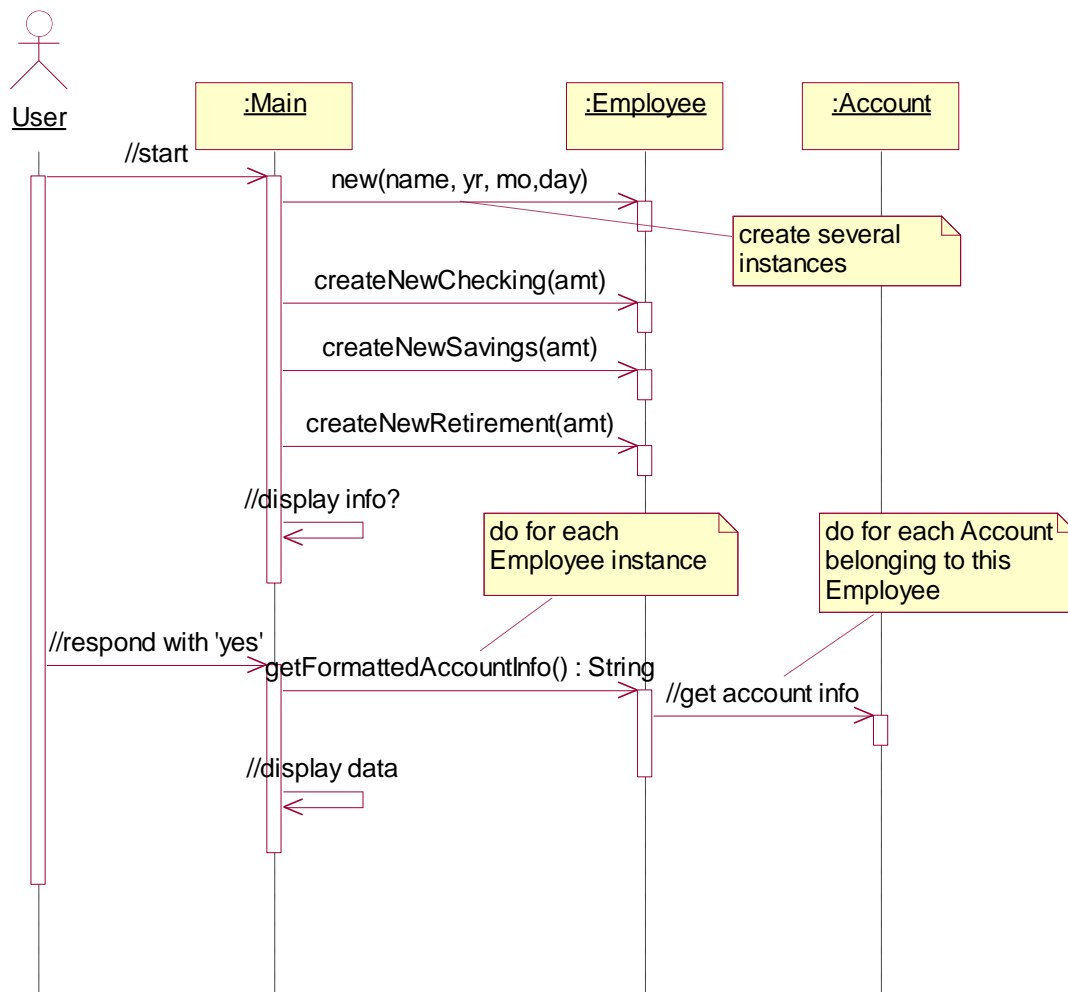 User
:Main
:Employee
:Account
//start
new(name, yr, mo,day)
create several
instances
createNewChecking(amt)
createNewSavings(amt)
createNewRetirement(amt)
//display info?
do for each
Employee instance
do for each Account
belonging to this
Employee
//respond with 'yes'
getFormattedAccountInfo() : String
//get account info
//display data